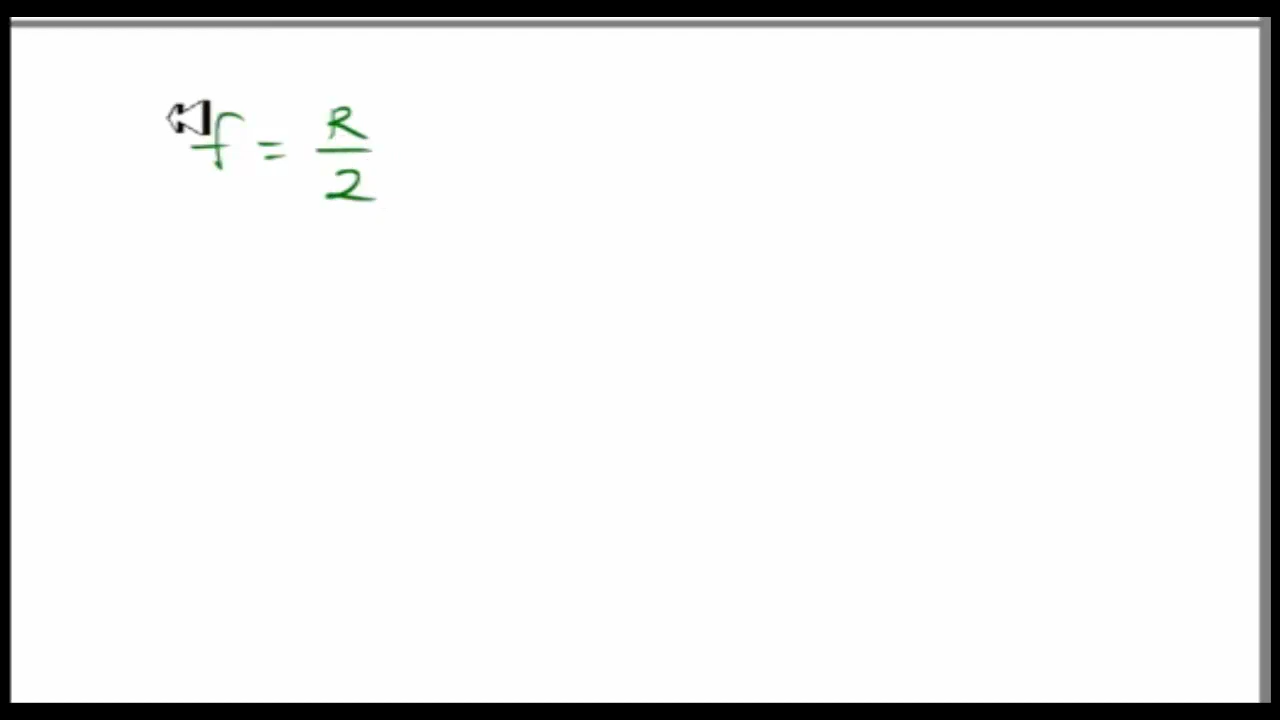 f = R/2